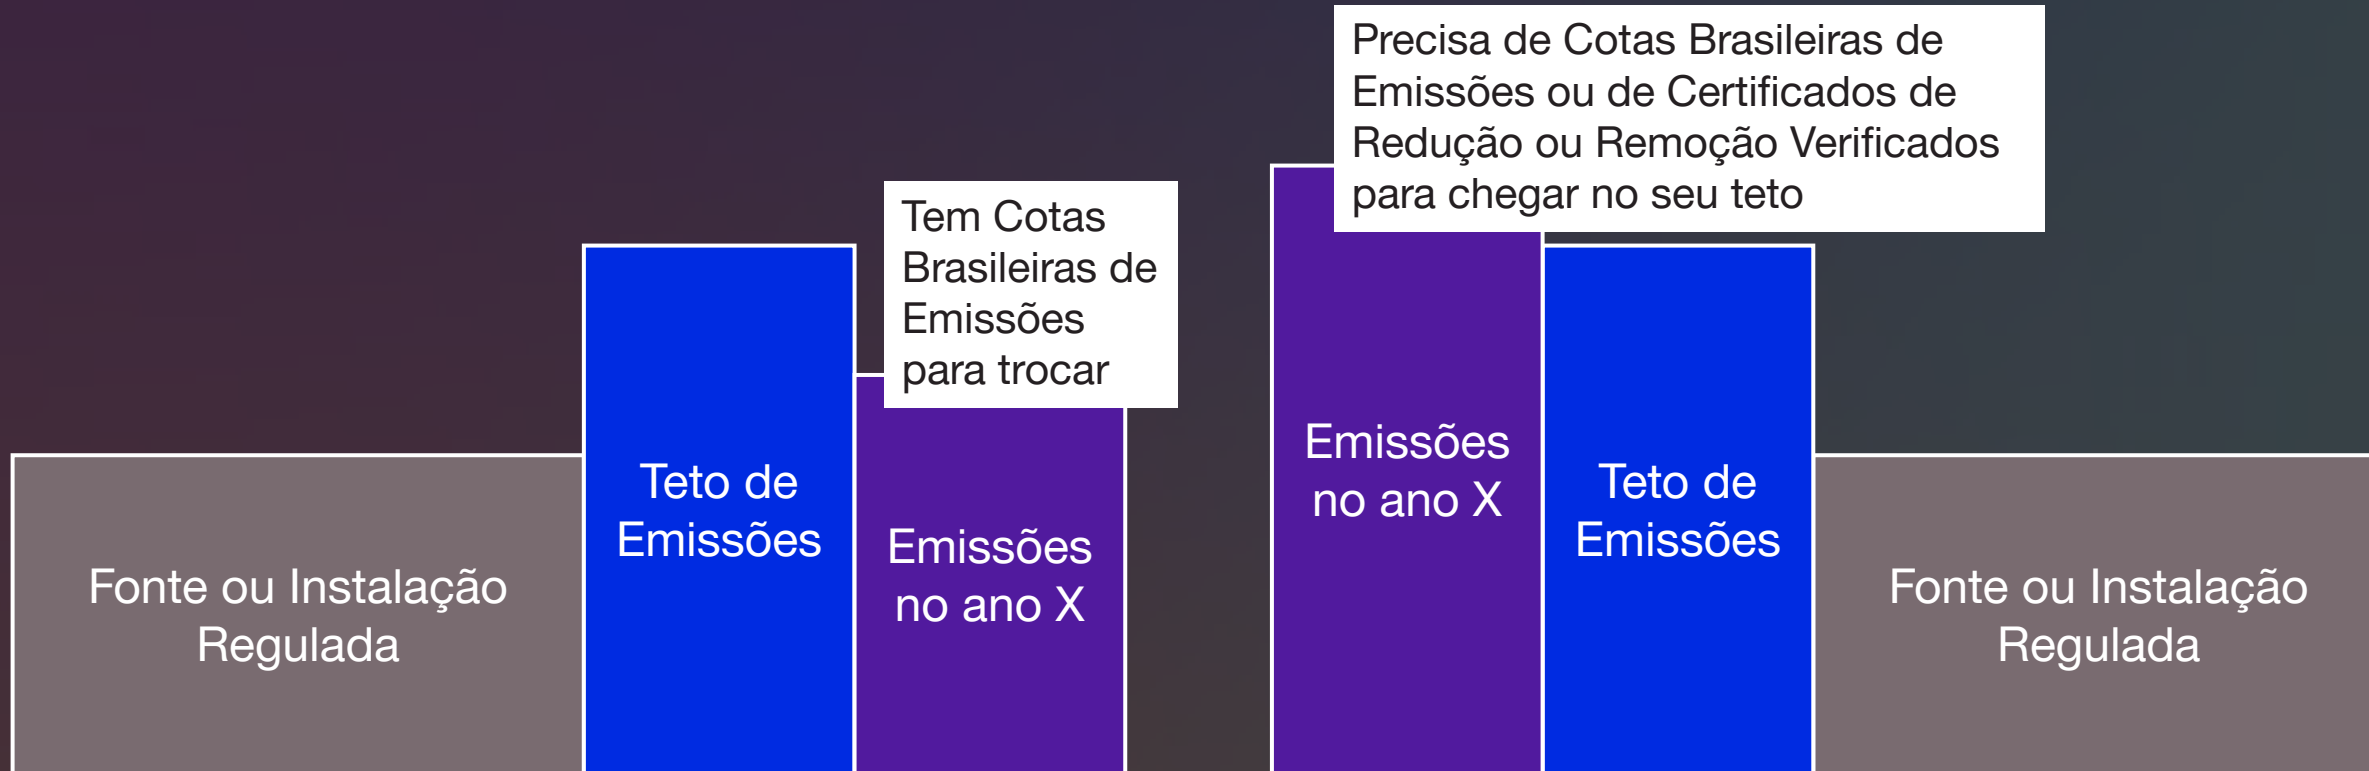 Precisa de Cotas Brasileiras de
Emissões ou de Certificados de
Redução ou Remoção Verificados
para chegar no seu teto
Tem Cotas
Brasileiras de
Emissões
para trocar
Fonte ou Instalação
Regulada
Teto de
Emissões
Emissões
no ano X
Emissões
no ano X
Teto de
Emissões
Fonte ou Instalação
Regulada